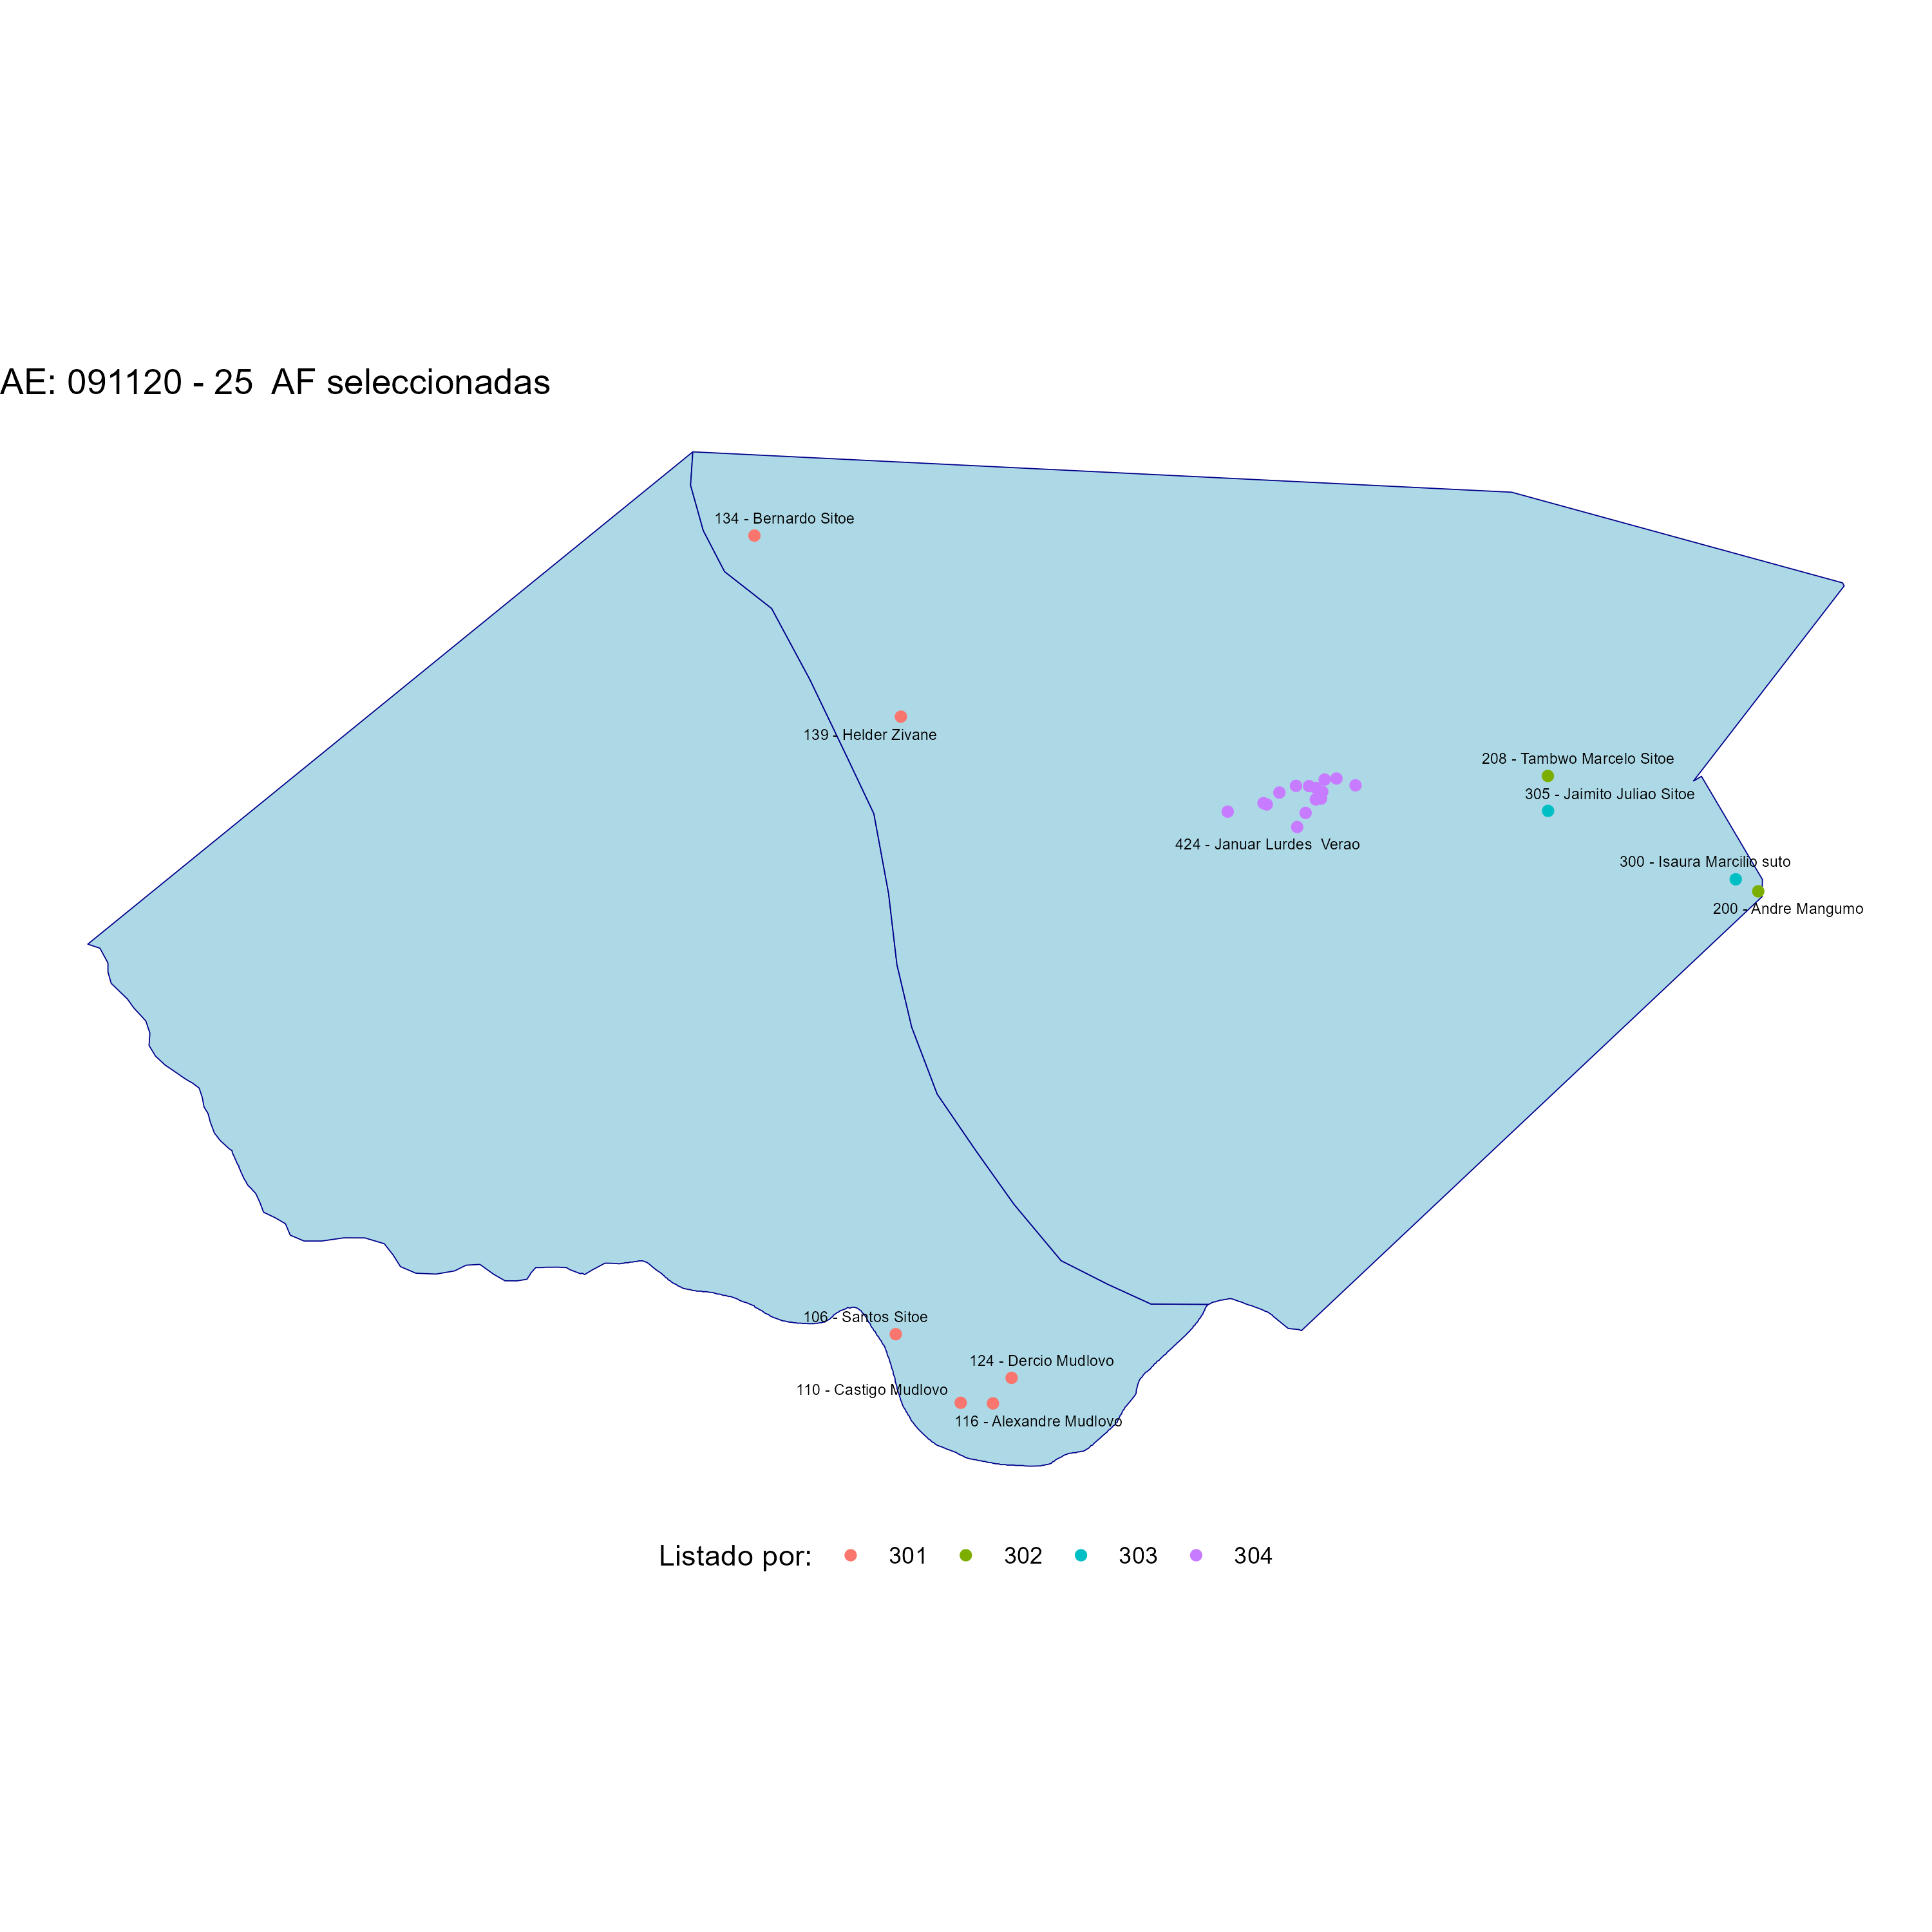 AE: 091120 - 25  AF seleccionadas
134 - Bernardo Sitoe
139 - Helder Zivane
208 - Tambwo Marcelo Sitoe
305 - Jaimito Juliao Sitoe
424 - Januar Lurdes  Verao
300 - Isaura Marcilio suto
200 - Andre Mangumo
106 - Santos Sitoe
124 - Dercio Mudlovo
110 - Castigo Mudlovo
116 - Alexandre Mudlovo
Listado por: 301 302 303 304